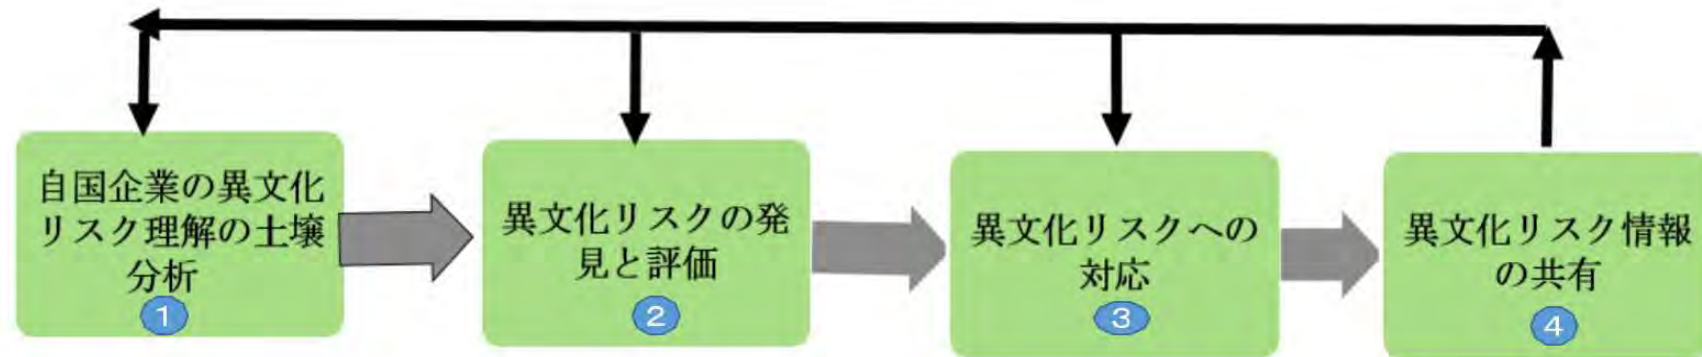 自国企業の異文化
リスク理解の土壌
分析
1
異文化リスクの発
見と評価
2
異文化リスクへの
対応
3
異文化リスク情報
の共有
4